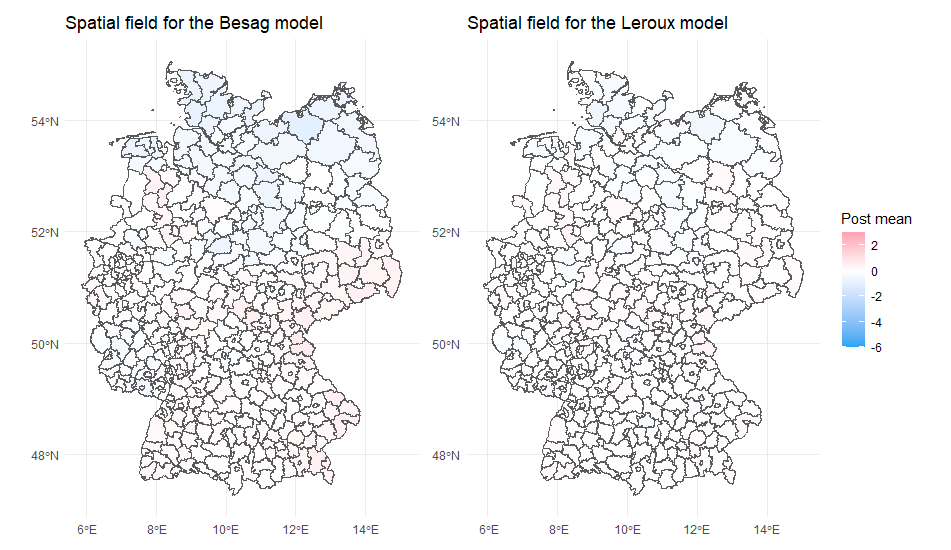 Spatial field for the Besag model
Spatial field for the Leroux model
54°N
52°N
50°N
48°N
6°E 8°E 10°E 12°E 14°E
54°N
52°N
50°N
48°N
6°E 8°E 10°E 12°E 14°E
Post mean
2
0
-2
-4
-6